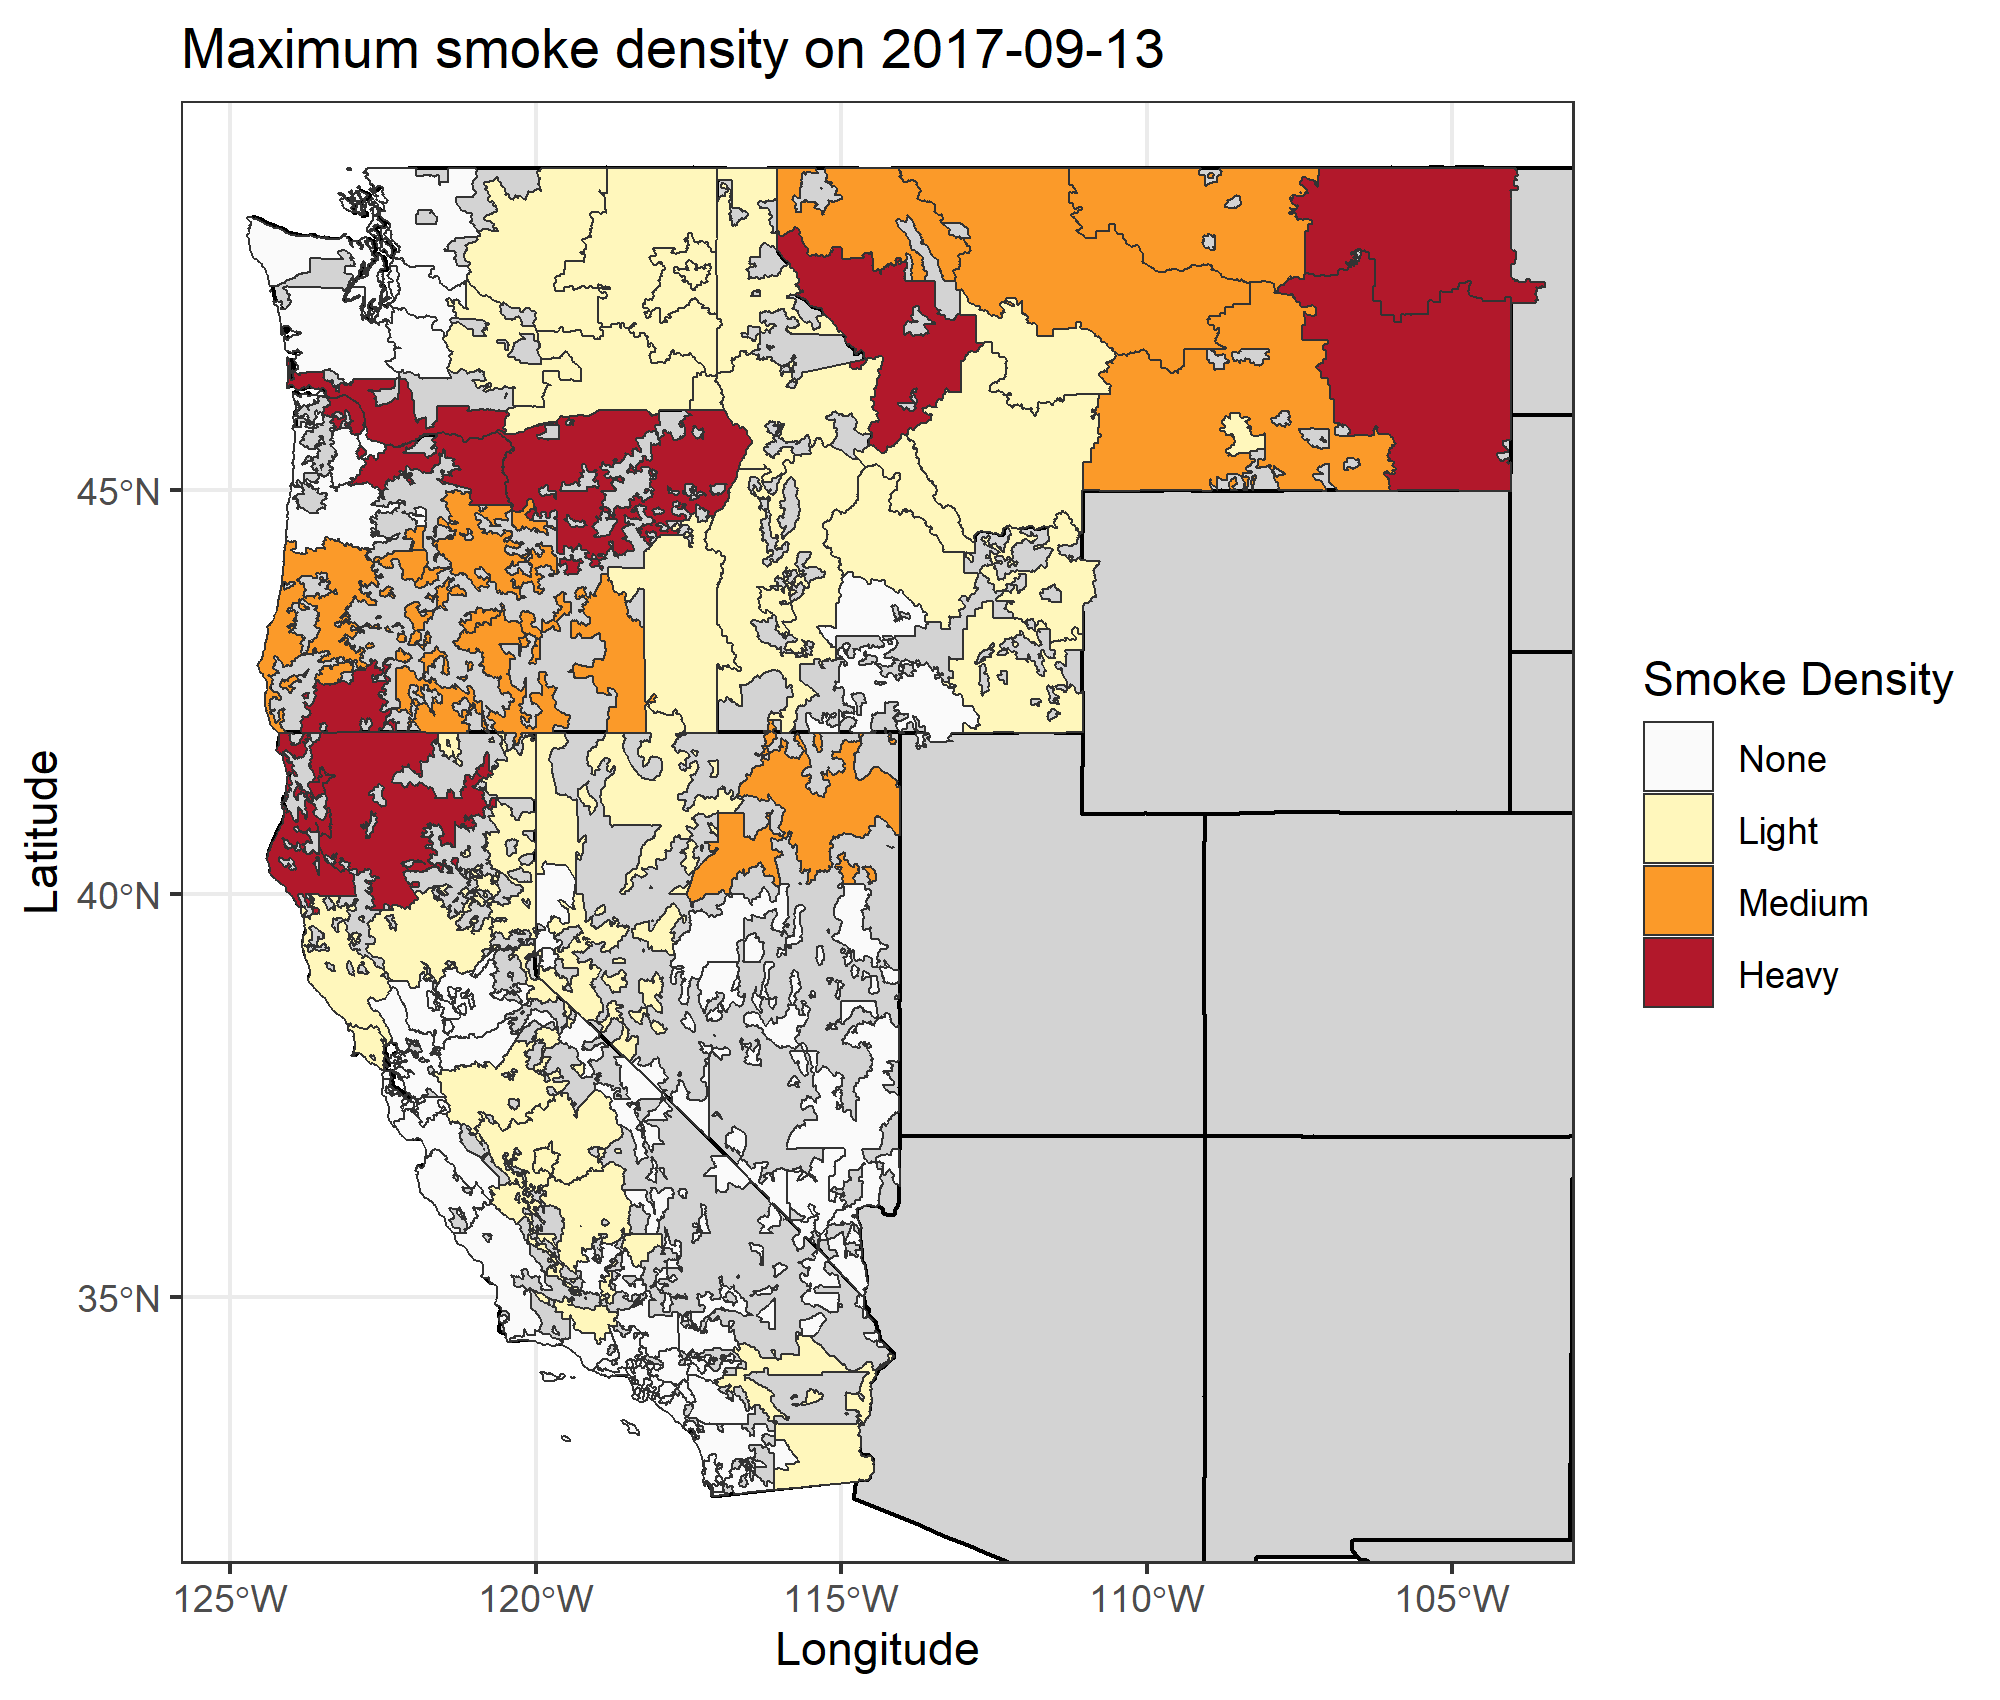 Maximum smoke density on 2017-09-13
45°N
40°N
35°N
Latitude
125°W 120°W 115°W 110°W 105°W
Longitude
Smoke Density
None
Light
Medium
Heavy